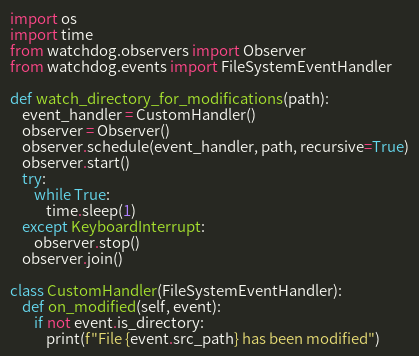 import os
import time
from watchdog.observers import Observer
from watchdog.events import FileSystemEventHandler

def watch_directory_for_modifications(path):
    event_handler = CustomHandler()
    observer = Observer()
    observer.schedule(event_handler, path, recursive=True)
    observer.start()
    try:
        while True:
            time.sleep(1)
    except KeyboardInterrupt:
        observer.stop()
    observer.join()

class CustomHandler(FileSystemEventHandler):
    def on_modified(self, event):
        if not event.is_directory:
            print(f"File {event.src_path} has been modified")